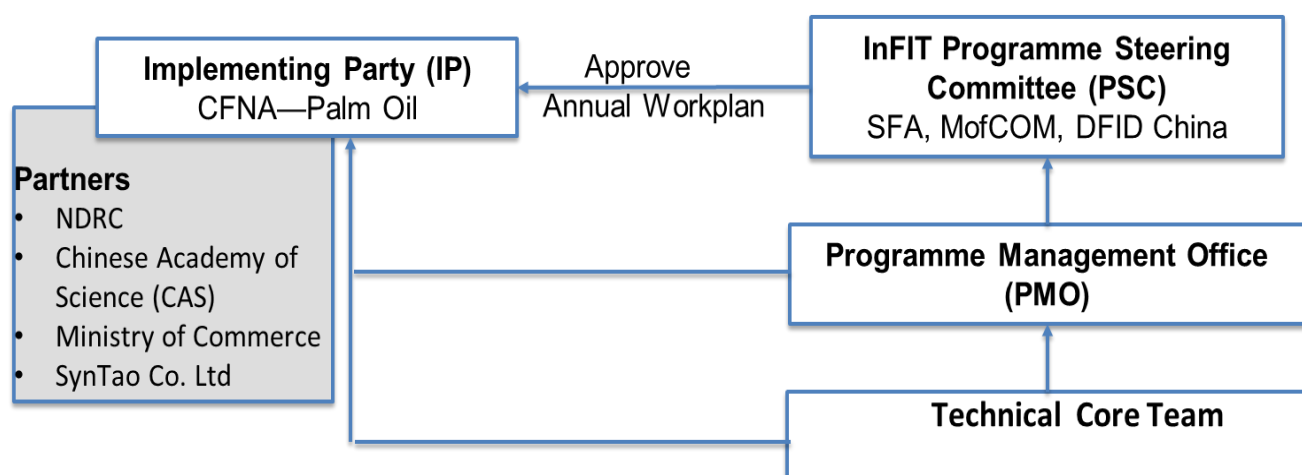 Implementing Party (IP)
CFNA—Palm Oil
Partners
• NDRC
• Chinese Academy of
Science (CAS)
• Ministry of Commerce
• SynTao Co. Ltd
Approve
Annual Workplan
InFIT Programme Steering
Committee (PSC)
SFA, MofCOM, DFID China
Programme Management Office
(PMO)
Technical Core Team